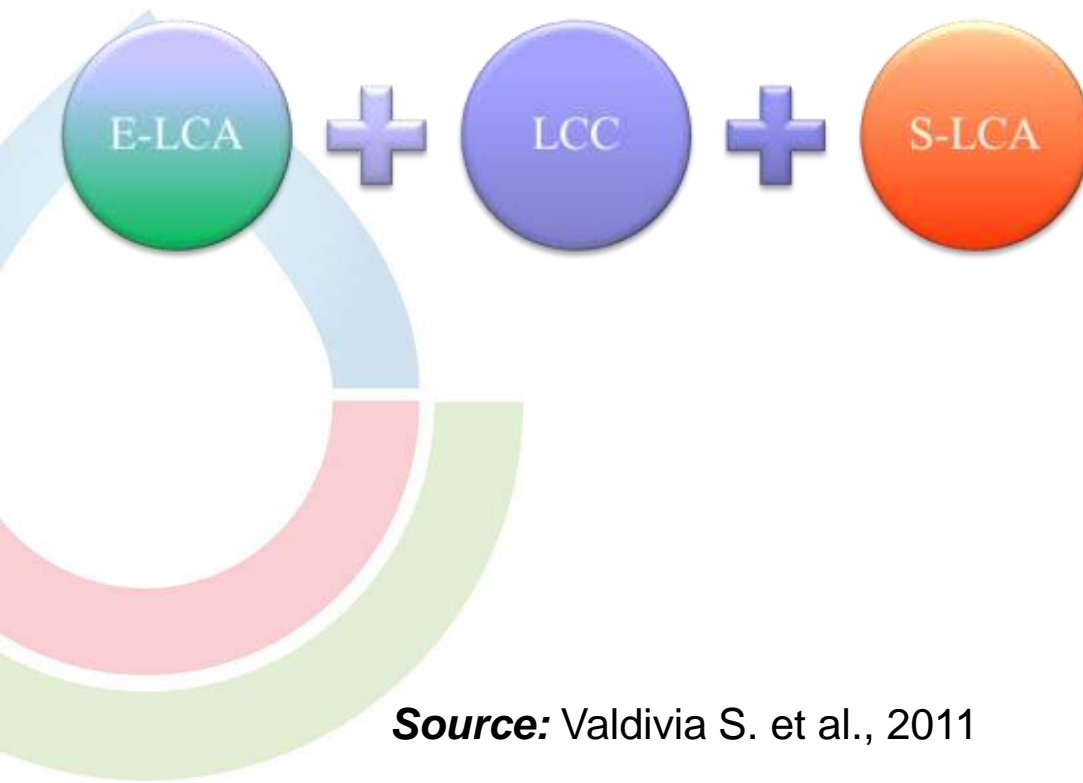 E-LCA + LCC + S-LCA
Source: Valdivia S. et al., 2011